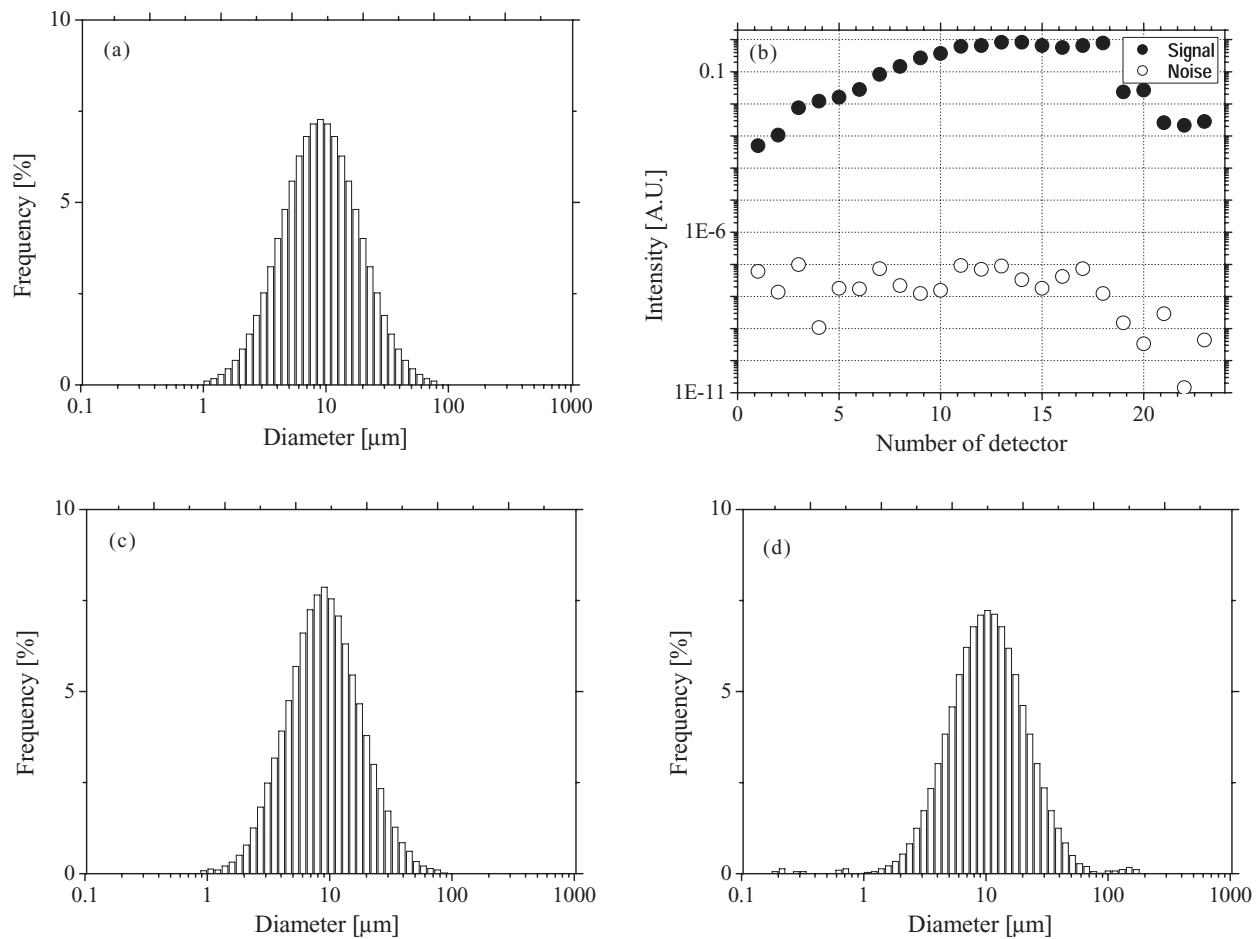 (a)
10
5
0
Frequency [%]
0.1 1 10 100 1000
Diameter [µm]
(b)
Signal
Noise
0.1
1E-6
1E-11
Intensity [A.U.]
0 5 10 15 20
Number of detector
(c)
10
5
0
Frequency [%]
0.1 1 10 100 1000
Diameter [µm]
(d)
10
5
0
Frequency [%]
0.1 1 10 100 1000
Diameter [µm]